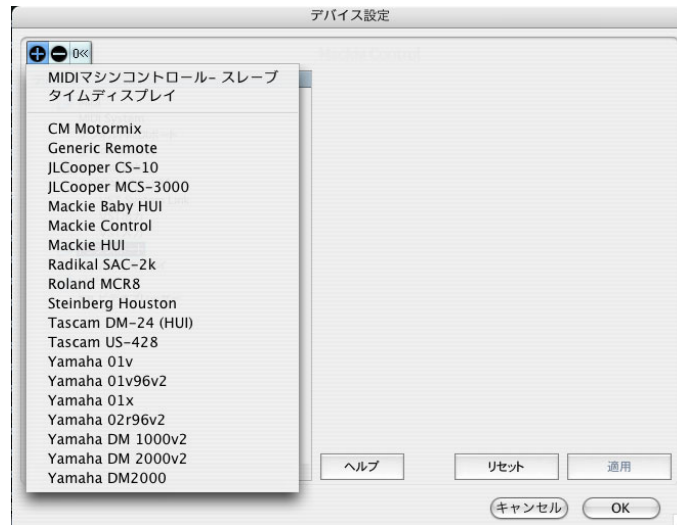 デバイス設定
0≪
MIDIマシンコントロール– スレーブ
タイムディスプレイ
CM Motormix
Generic Remote
JLCooper CS–10
JLCooper MCS–3000
Mackie Baby HUI
Mackie Control
Mackie HUI
Radikal SAC–2k
Roland MCR8
Steinberg Houston
Tascam DM–24 (HUI)
Tascam US–428
Yamaha 01v
Yamaha 01v96v2
Yamaha 01x
Yamaha 02r96v2
Yamaha DM 1000v2
Yamaha DM 2000v2
Yamaha DM2000
ヘルプ リセット 適用
キャンセル OK